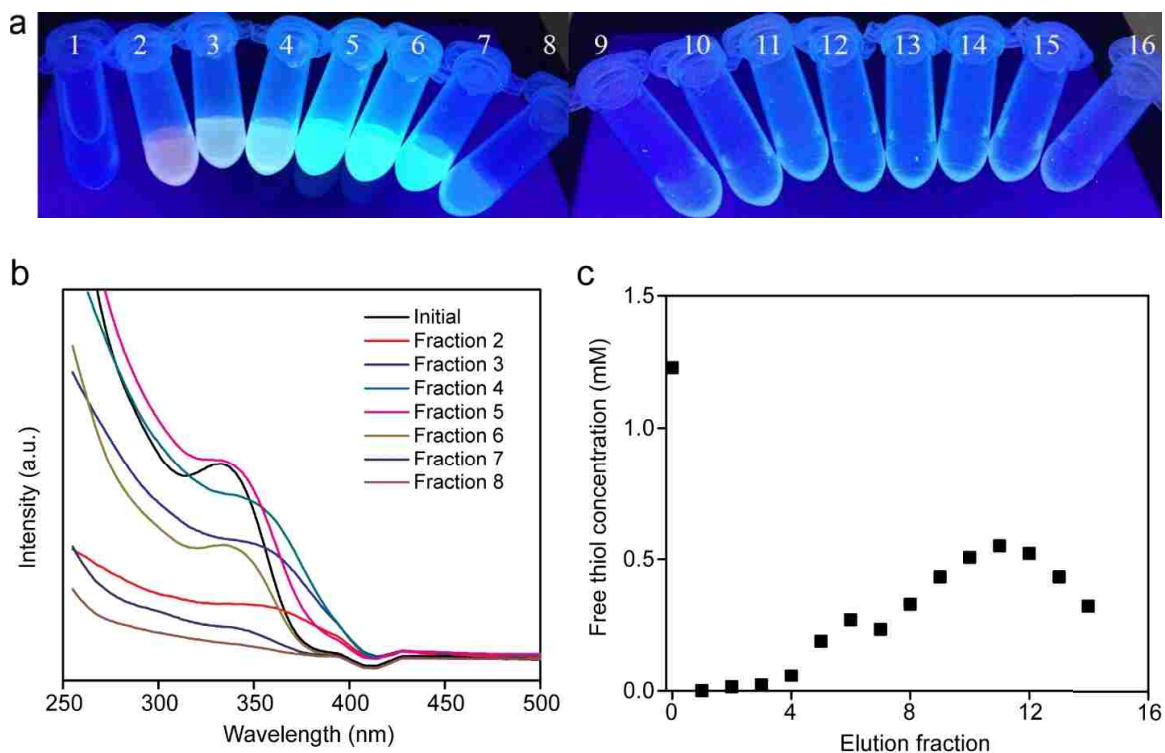 a
1 2 3 4 5 6 7 8 9 10 11 12 13 14 15 16
b
Intensity (a.u.)
Initial
Fraction 2
Fraction 3
Fraction 4
Fraction 5
Fraction 6
Fraction 7
Fraction 8
250 300 350 400 450 500
Wavelength (nm)
c
Free thiol concentration (mM)
1.5
1.0
0.5
0.0
0 4 8 12 16
Elution fraction